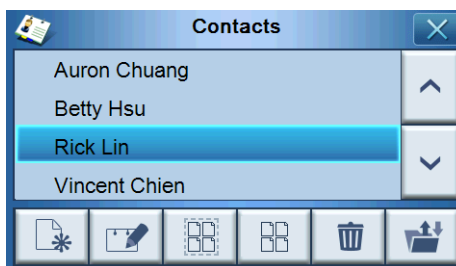 Contacts
Auron Chuang
Betty Hsu
Rick Lin
Vincent Chien